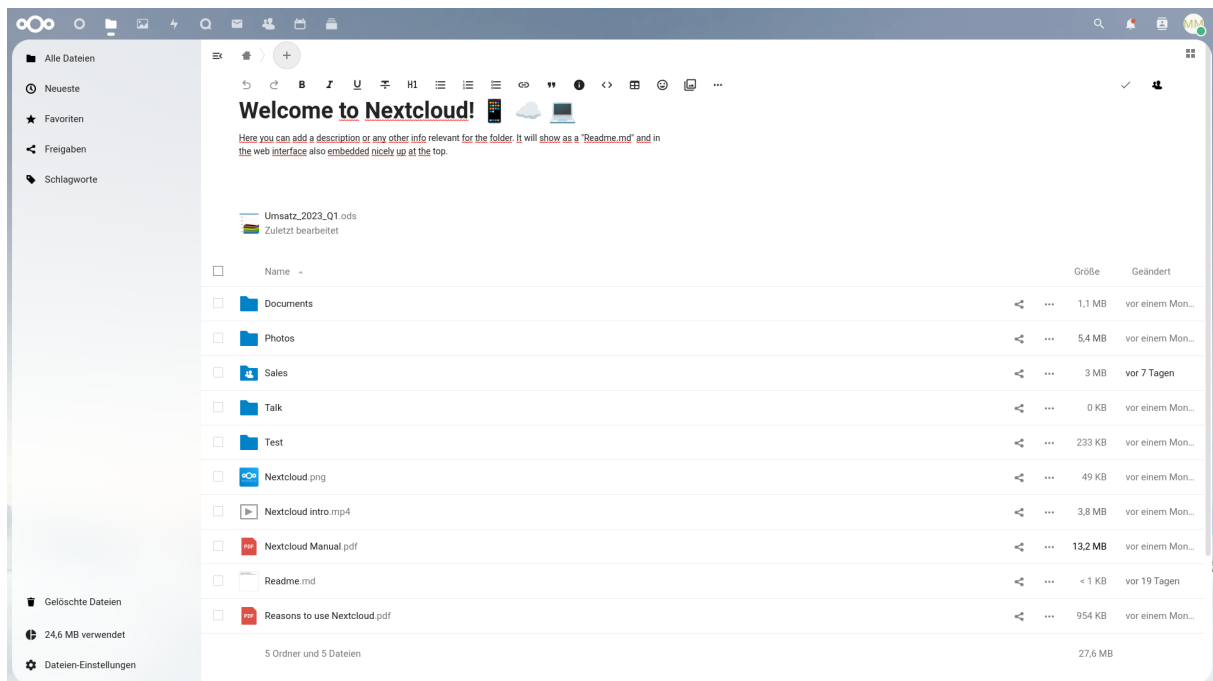 MM
Alle Dateien
Neueste
Favoriten
Freigaben
Schlagworte
B I U H1
Welcome to Nextcloud! 📱 ☁️ 💻
Here you can add a description or any other info relevant for the folder. It will show as a "Readme.md" and in
the web interface also embedded nicely up at the top.
Umsatz_2023_Q1.ods
Zuletzt bearbeitet
Name Größe Geändert
Documents 1,1 MB vor einem Mon...
Photos 5,4 MB vor einem Mon...
Sales 3 MB vor 7 Tagen
Talk 0 KB vor einem Mon...
Test 233 KB vor einem Mon...
Nextcloud.png 49 KB vor einem Mon...
Nextcloud intro.mp4 3,8 MB vor einem Mon...
PDF Nextcloud Manual.pdf 13,2 MB vor einem Mon...
Readme.md < 1 KB vor 19 Tagen
PDF Reasons to use Nextcloud.pdf 954 KB vor einem Mon...
5 Ordner und 5 Dateien 27,6 MB
Gelöschte Dateien
24,6 MB verwendet
Dateien-Einstellungen